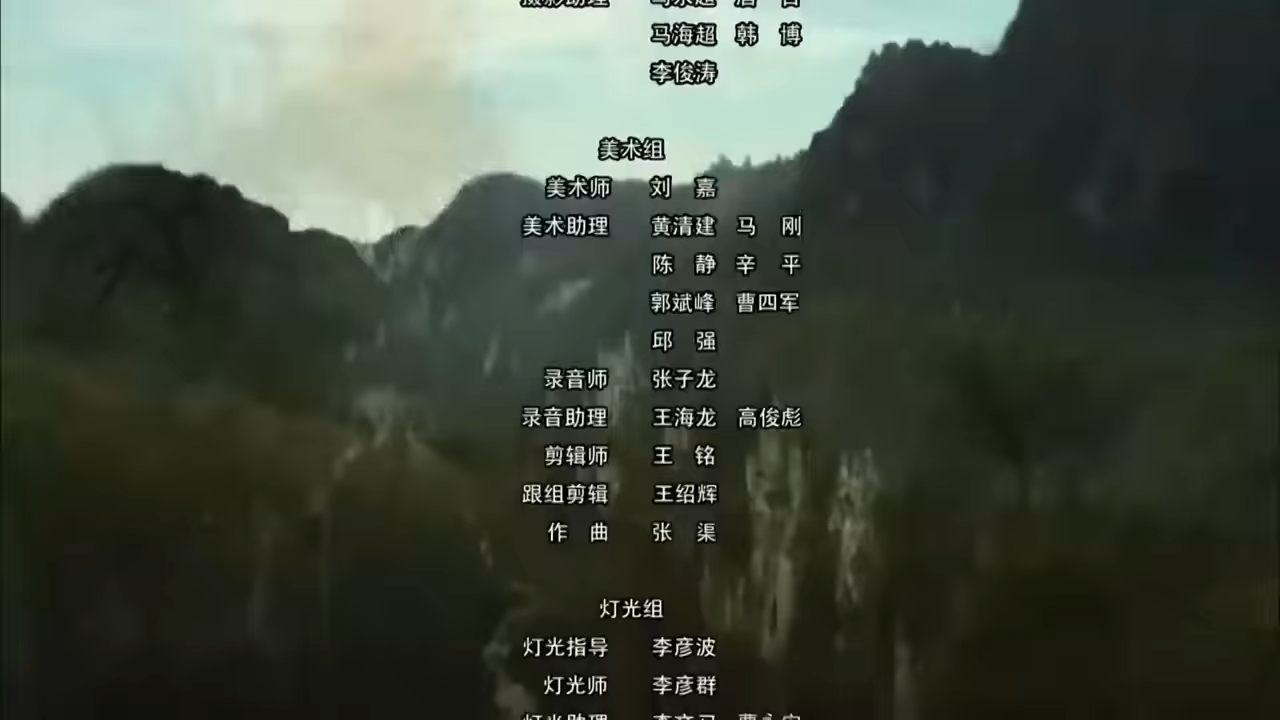 马海超 韩 博
李俊涛
美术组
美术师 刘 嘉
美术助理 黄清建 马 刚
陈 静 辛 平
郭斌峰 曹四军
邱 强
录音师 张子龙
录音助理 王海龙 高俊彪
剪辑师 王 铭
跟组剪辑 王绍辉
作 曲 张 渠
灯光组
灯光指导 李彦波
灯光师 李彦群
灯光助理